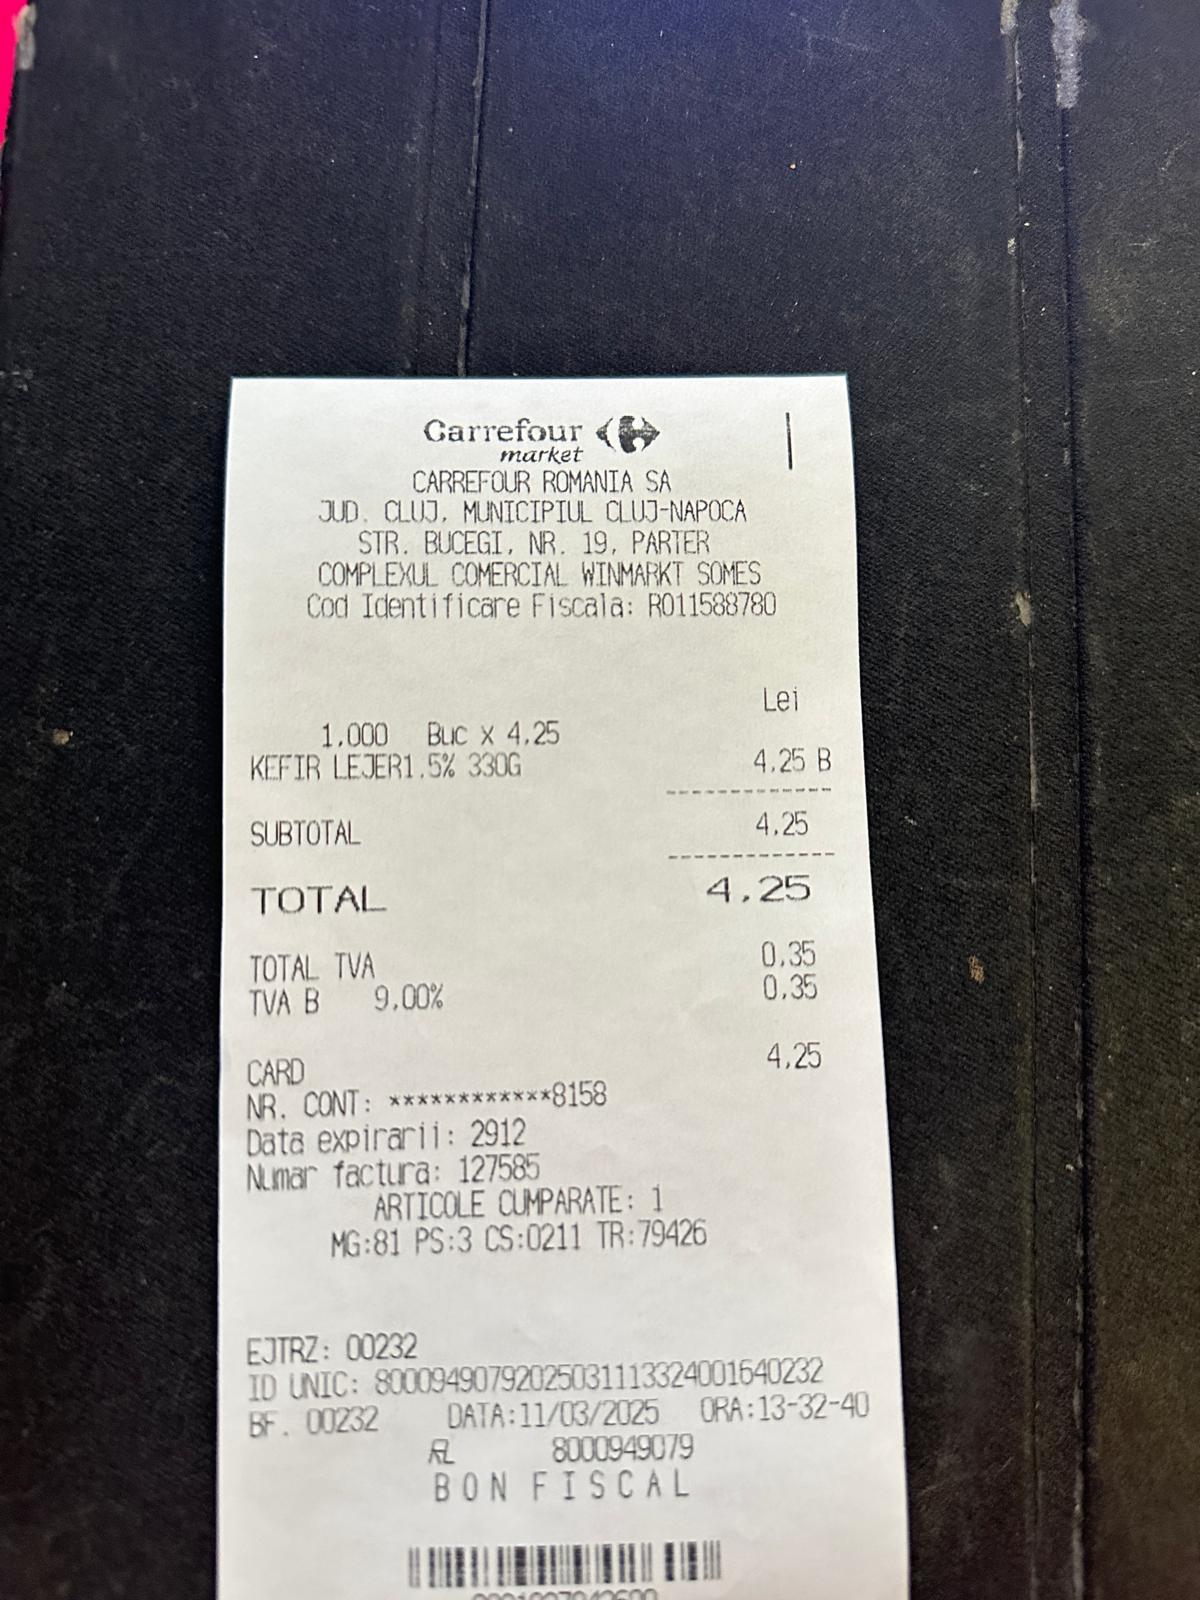 Carrefour
market
CARREFOUR ROMANIA SA
JUD. CLUJ, MUNICIPIUL CLUJ-NAPOCA
STR. BUCEGI, NR. 19, PARTER
COMPLEXUL COMERCIAL WINMARKT SOMES
Cod Identificare Fiscala: RO11588780
Lei
1.000 Buc x 4.25
KEFIR LEJER1.5% 330G 4.25 B
SUBTOTAL 4.25
TOTAL 4.25
TOTAL TVA 0.35
TVA B 9.00% 0.35
CARD 4.25
NR. CONT: ************8158
Data expirarii: 2912
Numar factura: 127585
ARTICOLE CUMPARATE: 1
MG:81 PS:3 CS:0211 TR:79426
EJTRZ: 00232
ID UNIC: 8000949079202503111332400164​0232
BF. 00232 DATA:11/03/2025 ORA:13-32-40
8000949079
BON FISCAL